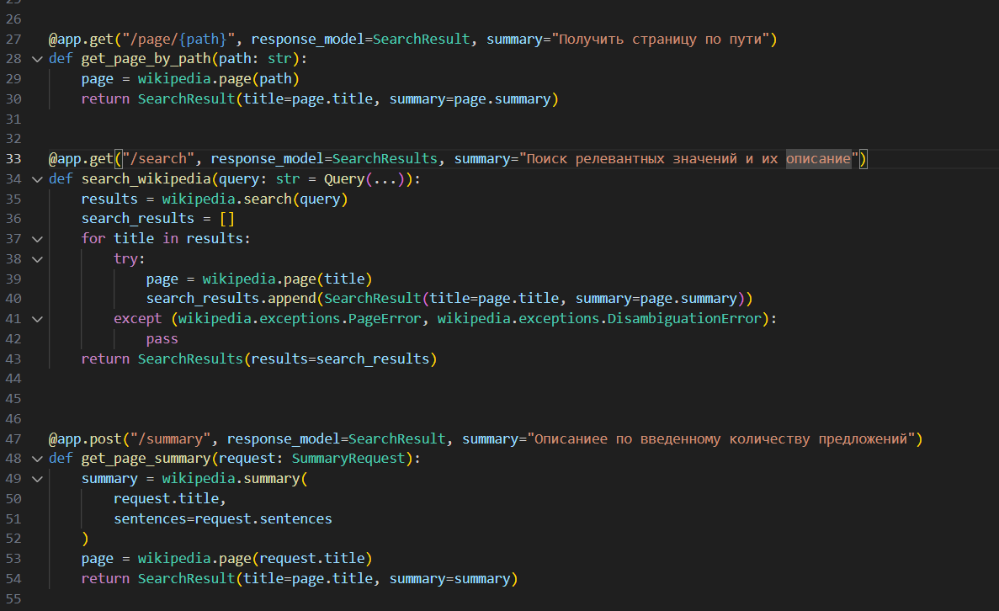 25
26
27 @app.get("/page/{path}", response_model=SearchResult, summary="Получить страницу по пути")
28 def get_page_by_path(path: str):
29     page = wikipedia.page(path)
30     return SearchResult(title=page.title, summary=page.summary)
31
32
33 @app.get("/search", response_model=SearchResults, summary="Поиск релевантных значений и их описание")
34 def search_wikipedia(query: str = Query(...)):
35     results = wikipedia.search(query)
36     search_results = []
37     for title in results:
38         try:
39             page = wikipedia.page(title)
40             search_results.append(SearchResult(title=page.title, summary=page.summary))
41         except (wikipedia.exceptions.PageError, wikipedia.exceptions.DisambiguationError):
42             pass
43     return SearchResults(results=search_results)
44
45
46
47 @app.post("/summary", response_model=SearchResult, summary="Описаниее по введенному количеству предложений")
48 def get_page_summary(request: SummaryRequest):
49     summary = wikipedia.summary(
50         request.title,
51         sentences=request.sentences
52     )
53     page = wikipedia.page(request.title)
54     return SearchResult(title=page.title, summary=summary)
55